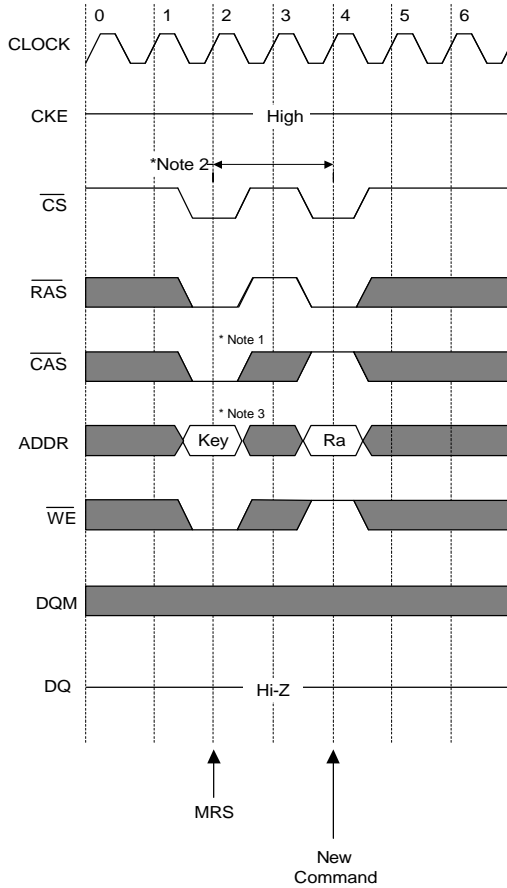 0 1 2 3 4 5 6
CLOCK
CKE
High
*Note 2
CS
RAS
* Note 1
CAS
* Note 3
ADDR
Key
Ra
WE
DQM
DQ
Hi-Z
MRS
New
Command